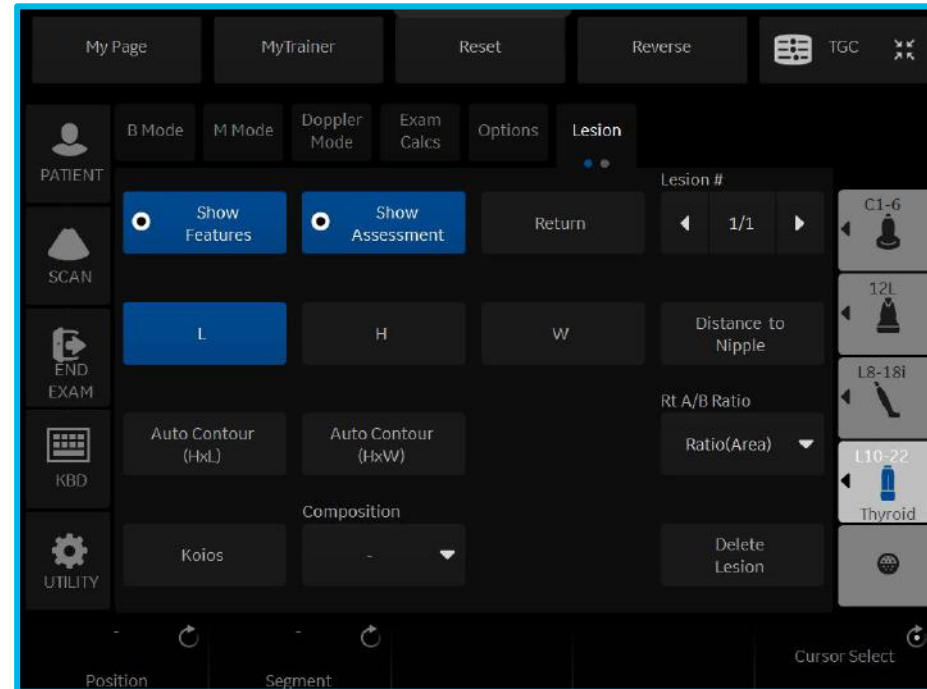 My Page
MyTrainer
Reset
Reverse
TGC
PATIENT
SCAN
END
EXAM
KBD
UTILITY
B Mode
M Mode
Doppler
Mode
Exam
Calcs
Options
Lesion
Lesion #
Show
Features
Show
Assessment
Return
1/1
L
H
W
Distance to
Nipple
Rt A/B Ratio
Auto Contour
(HxL)
Auto Contour
(HxW)
Ratio(Area)
Composition
Koios
-
Delete
Lesion
C1-6
12L
L8-18i
L10-22
Thyroid
-
Position
-
Segment
Cursor Select